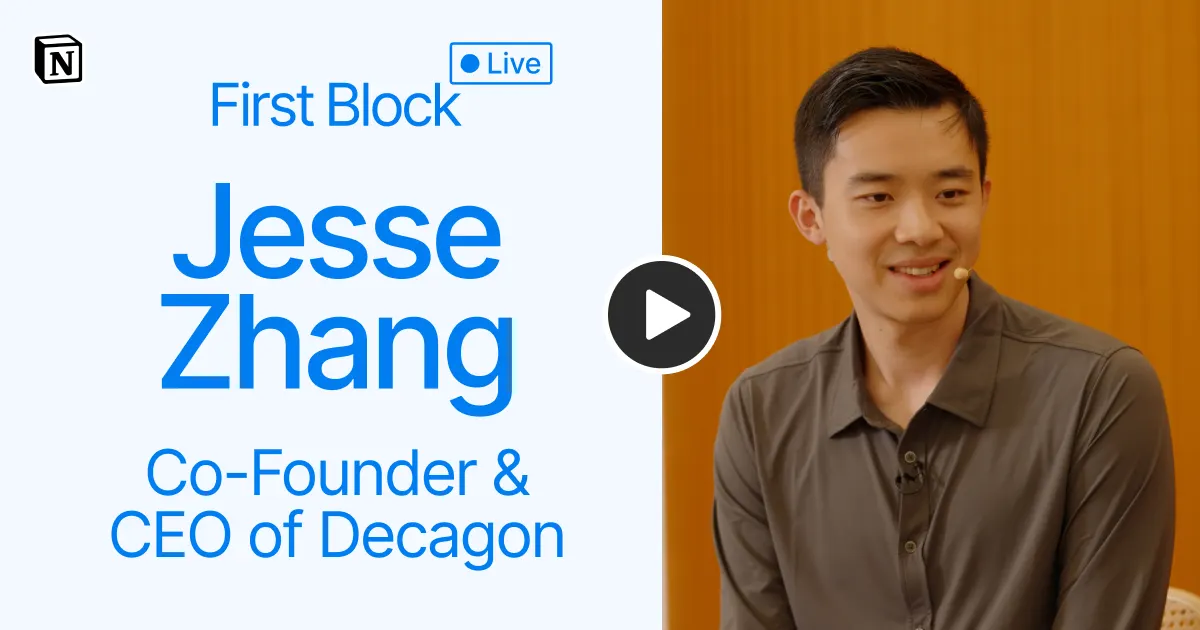 N
Live
First Block
Jesse
Zhang
Co-Founder &
CEO of Decagon